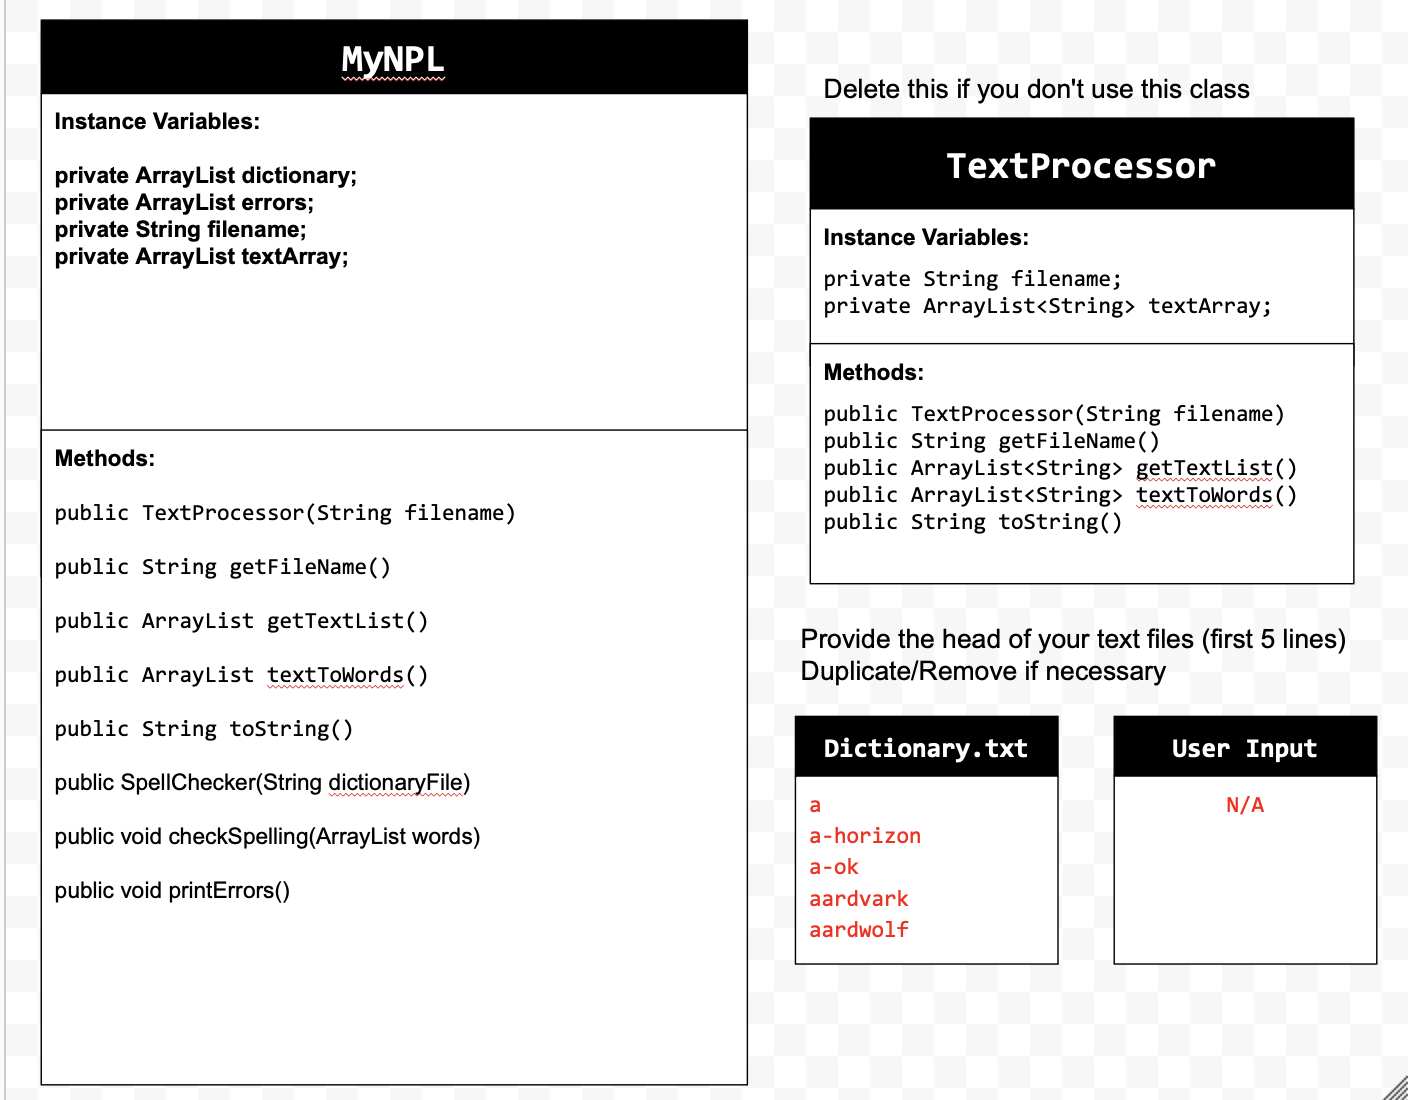 MyNPL
Instance Variables:
private ArrayList dictionary;
private ArrayList errors;
private String filename;
private ArrayList textArray;
Methods:
public TextProcessor(String filename)
public String getFileName()
public ArrayList getTextList()
public ArrayList textToWords()
public String toString()
public SpellChecker(String dictionaryFile)
public void checkSpelling(ArrayList words)
public void printErrors()
Delete this if you don't use this class
TextProcessor
Instance Variables:
private String filename;
private ArrayList<String> textArray;
Methods:
public TextProcessor(String filename)
public String getFileName()
public ArrayList<String> getTextList()
public ArrayList<String> textToWords()
public String toString()
Provide the head of your text files (first 5 lines)
Duplicate/Remove if necessary
Dictionary.txt
a
a-horizon
a-ok
aardvark
aardwolf
User Input
N/A